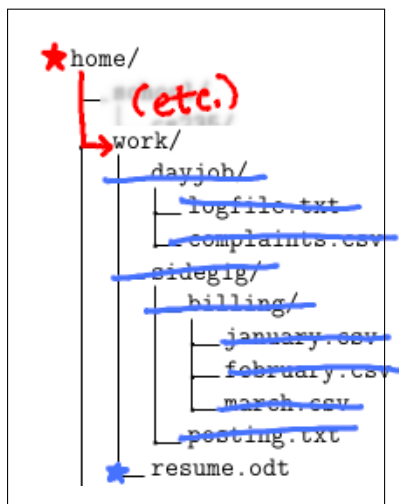 home/
(etc.)
work/
dayjob/
logfile.txt
complaints.csv
sidegig/
billing/
january.csv
february.csv
march.csv
posting.txt
resume.odt